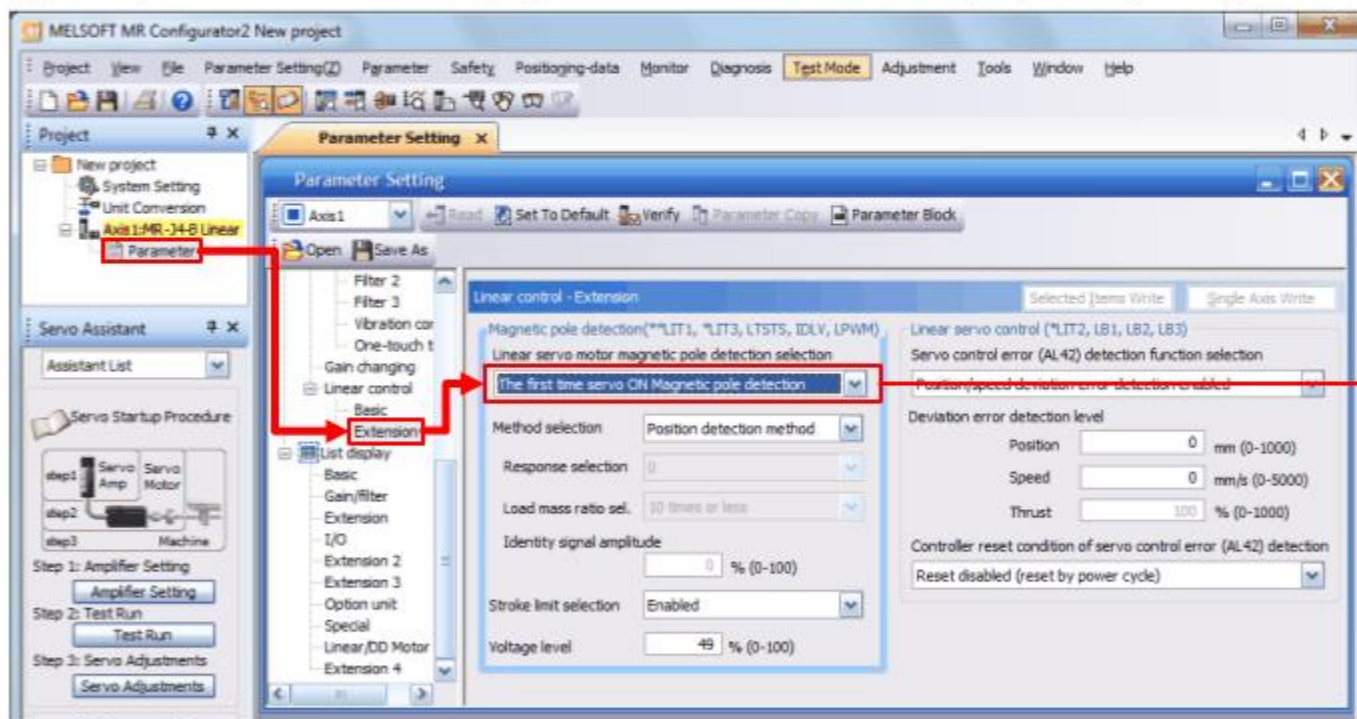 MELSOFT MR Configurator2 New project
Project View File Parameter Setting(Z) Parameter Safety Positioning-data Monitor Diagnosis Test Mode Adjustment Tools Window Help
Project
New project
System Setting
Unit Conversion
Axis1:MR-J4-B Linear
Parameter
Servo Assistant
Assistant List
Servo Startup Procedure
step1 Servo Amp Servo Motor
step2
step3 Machine
Step 1: Amplifier Setting
Amplifier Setting
Step 2: Test Run
Test Run
Step 3: Servo Adjustments
Servo Adjustments
Parameter Setting
Parameter Setting
Axis1 Read Set To Default Verify Parameter Copy Parameter Block
Open Save As
Filter 2
Filter 3
Vibration cor
One-touch t
Gain changing
Linear control
Basic
Extension
List display
Basic
Gain/filter
Extension
I/O
Extension 2
Extension 3
Option unit
Special
Linear/DD Motor
Extension 4
Linear control - Extension
Selected Items Write Single Axis Write
Magnetic pole detection(**LIT1, *LIT3, LTSTS, IDLV, LPWM)
Linear servo motor magnetic pole detection selection
The first time servo ON Magnetic pole detection
Method selection Position detection method
Response selection 0
Load mass ratio sel. 10 times or less
Identity signal amplitude
0 % (0-100)
Stroke limit selection Enabled
Voltage level 49 % (0-100)
Linear servo control (*LIT2, LB1, LB2, LB3)
Servo control error (AL42) detection function selection
Position/speed deviation error detection enabled
Deviation error detection level
Position 0 mm (0-1000)
Speed 0 mm/s (0-5000)
Thrust 100 % (0-1000)
Controller reset condition of servo control error (AL42) detection
Reset disabled (reset by power cycle)